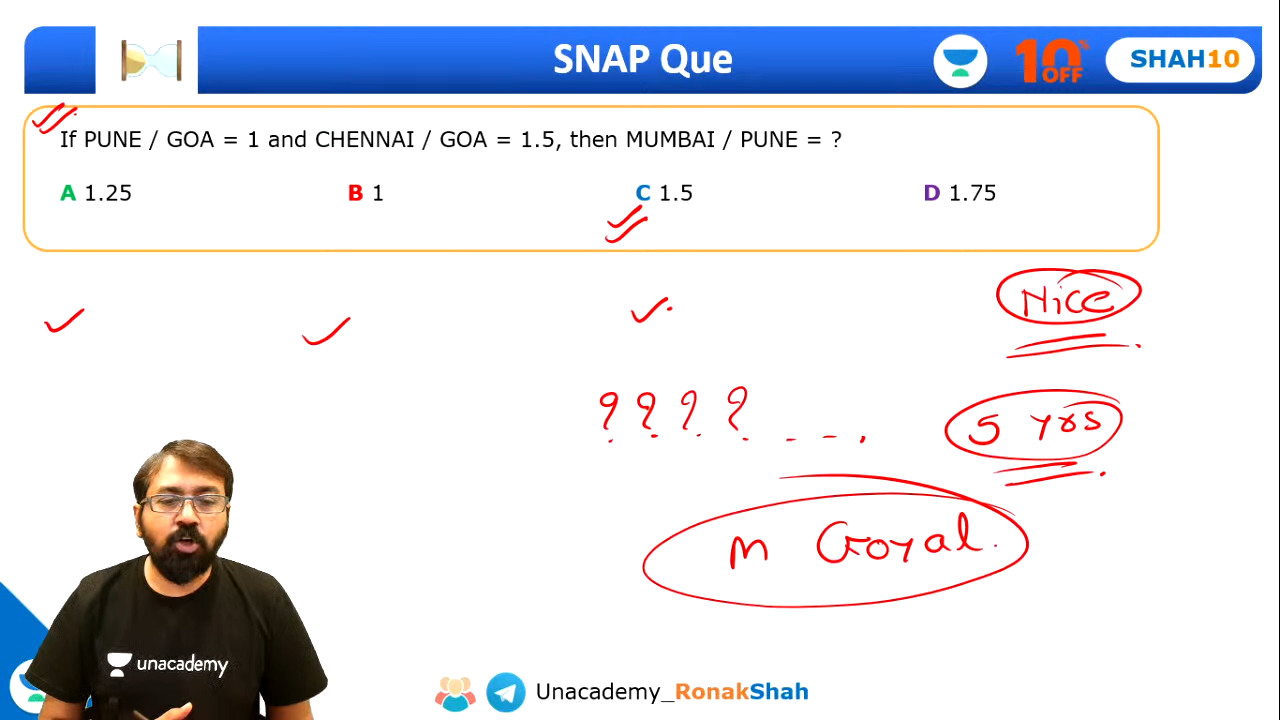 SNAP Que
10% OFF
SHAH10
If PUNE / GOA = 1 and CHENNAI / GOA = 1.5, then MUMBAI / PUNE = ?
A 1.25 B 1 C 1.5 D 1.75
Nice
? ? ? ? - - .
5 yrs
M Goyal.
unacademy
Unacademy_RonakShah